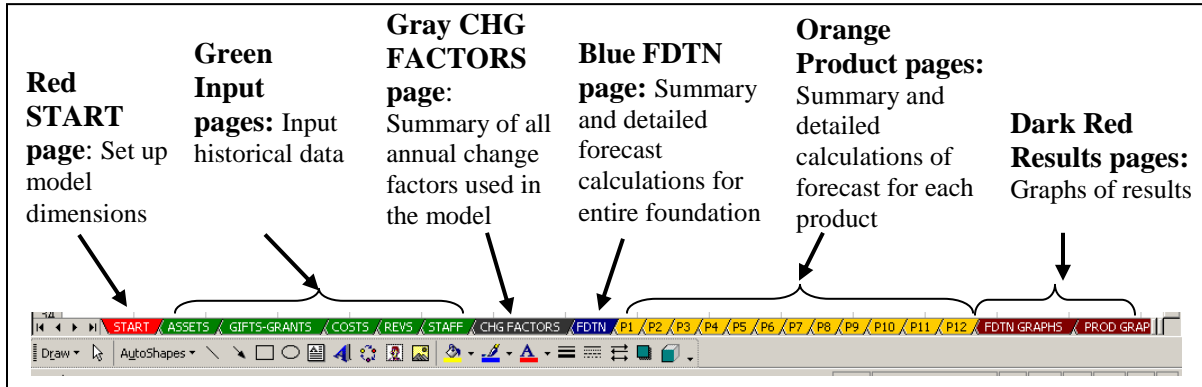 Red
START
page: Set up
model
dimensions
Green
Input
pages: Input
historical data
Gray CHG
FACTORS
page:
Summary of all
annual change
factors used in
the model
Blue FDTN
page: Summary
and detailed
forecast
calculations for
entire foundation
Orange
Product pages:
Summary and
detailed
calculations of
forecast for each
product
Dark Red
Results pages:
Graphs of results
START ASSETS GIFTS-GRANTS COSTS REVS STAFF CHG FACTORS FDTN P1 P2 P3 P4 P5 P6 P7 P8 P9 P10 P11 P12 FDTN GRAPHS PROD GRAP
Draw AutoShapes